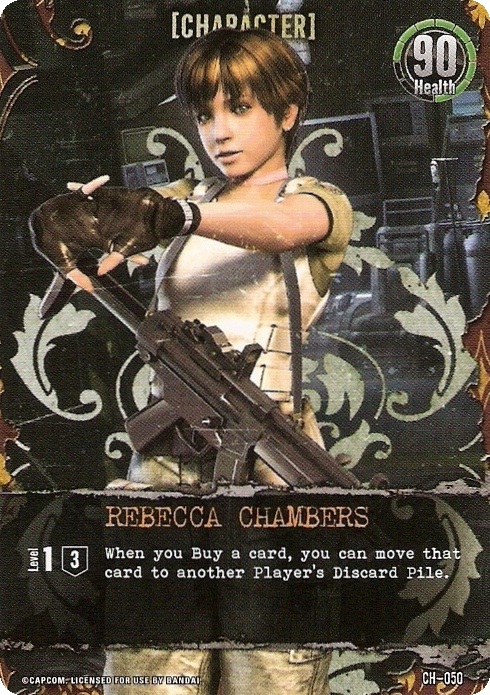 [CHARACTER]
90
Health
REBECCA CHAMBERS
Level 1 3 When you Buy a card, you can move that
card to another Player's Discard Pile.
©CAPCOM. LICENSED FOR USE BY BANDAI.
CH-050